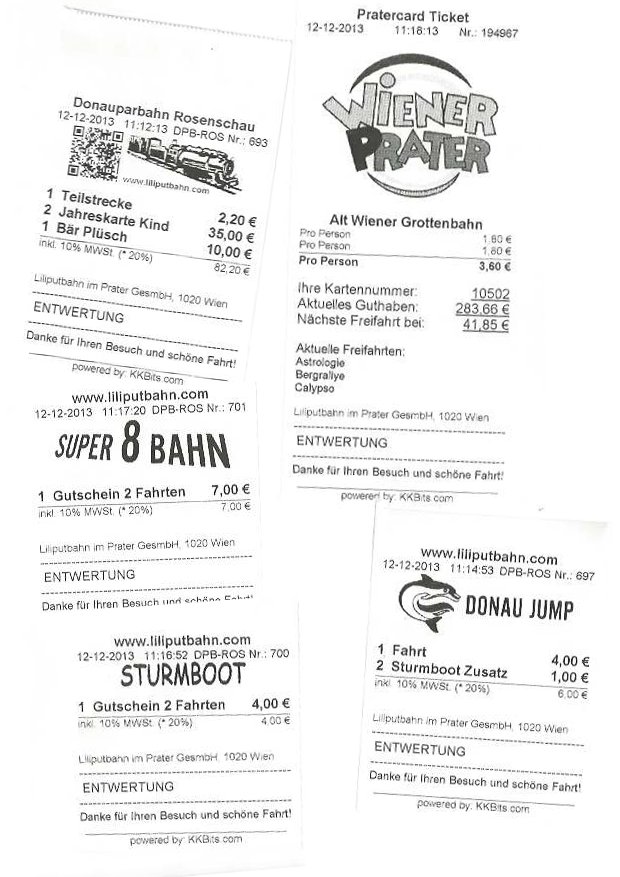 Donauparbahn Rosenschau
12-12-2013 11:12:13 DPB-ROS Nr.: 693
www.liliputbahn.com
1 Teilstrecke 2,20 €
2 Jahreskarte Kind 35,00 €
1 Bär Plüsch 10,00 €
inkl. 10% MWSt. (* 20%) 82,20 €
Liliputbahn im Prater GesmbH, 1020 Wien
ENTWERTUNG
Danke für Ihren Besuch und schöne Fahrt!
powered by: KKBits.com
Pratercard Ticket
12-12-2013 11:18:13 Nr.: 194967
WIENER
PRATER
Alt Wiener Grottenbahn
Pro Person 1,80 €
Pro Person 1,80 €
Pro Person 3,60 €
Ihre Kartennummer: 10502
Aktuelles Guthaben: 283,66 €
Nächste Freifahrt bei: 41,85 €
Aktuelle Freifahrten:
Astrologie
Bergrallye
Calypso
Liliputbahn im Prater GesmbH, 1020 Wien
ENTWERTUNG
Danke für Ihren Besuch und schöne Fahrt!
powered by: KKBits.com
www.liliputbahn.com
12-12-2013 11:17:20 DPB-ROS Nr.: 701
SUPER 8 BAHN
1 Gutschein 2 Fahrten 7,00 €
inkl. 10% MWSt. (* 20%) 7,00 €
Liliputbahn im Prater GesmbH, 1020 Wien
ENTWERTUNG
Danke für Ihren Besuch und schöne Fahrt!
www.liliputbahn.com
12-12-2013 11:16:52 DPB-ROS Nr.: 700
STURMBOOT
1 Gutschein 2 Fahrten 4,00 €
inkl. 10% MWSt. (* 20%) 4,00 €
Liliputbahn im Prater GesmbH, 1020 Wien
ENTWERTUNG
Danke für Ihren Besuch und schöne Fahrt!
powered by: KKBits.com
www.liliputbahn.com
12-12-2013 11:14:53 DPB-ROS Nr.: 697
DONAU JUMP
1 Fahrt 4,00 €
2 Sturmboot Zusatz 1,00 €
inkl. 10% MWSt. (* 20%) 6,00 €
Liliputbahn im Prater GesmbH, 1020 Wien
ENTWERTUNG
Danke für Ihren Besuch und schöne Fahrt!
powered by: KKBits.com